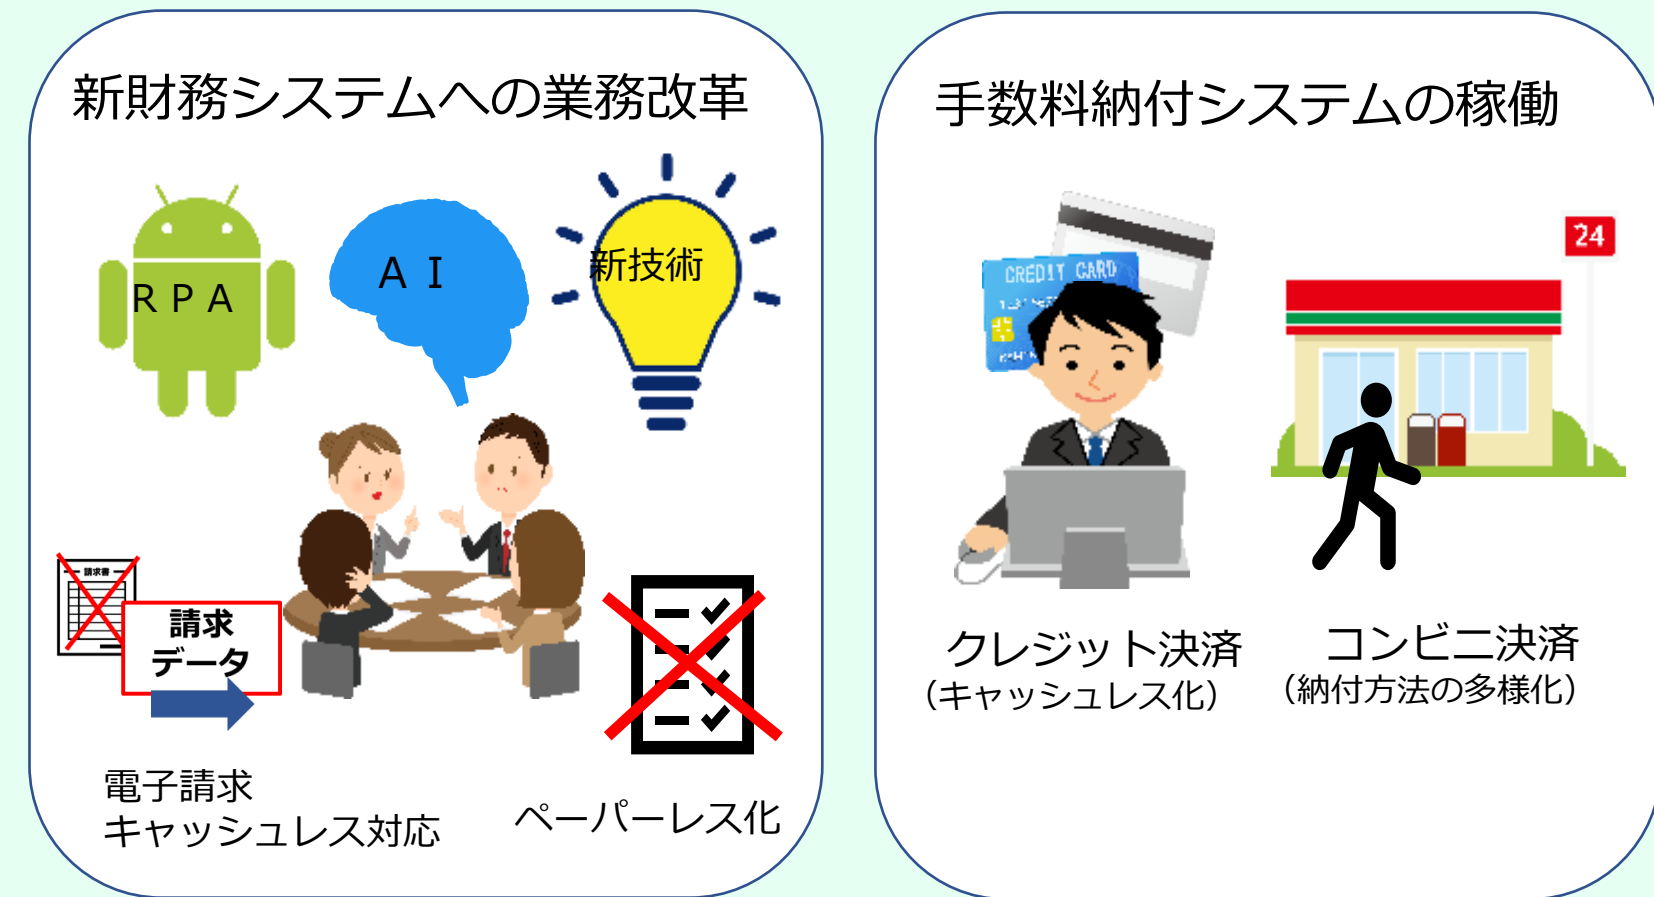 新財務システムへの業務改革
RPA
AI
新技術
請求書
請求
データ
電子請求
キャッシュレス対応
ペーパーレス化
手数料納付システムの稼働
CREDIT CARD
24
クレジット決済
(キャッシュレス化)
コンビニ決済
(納付方法の多様化)